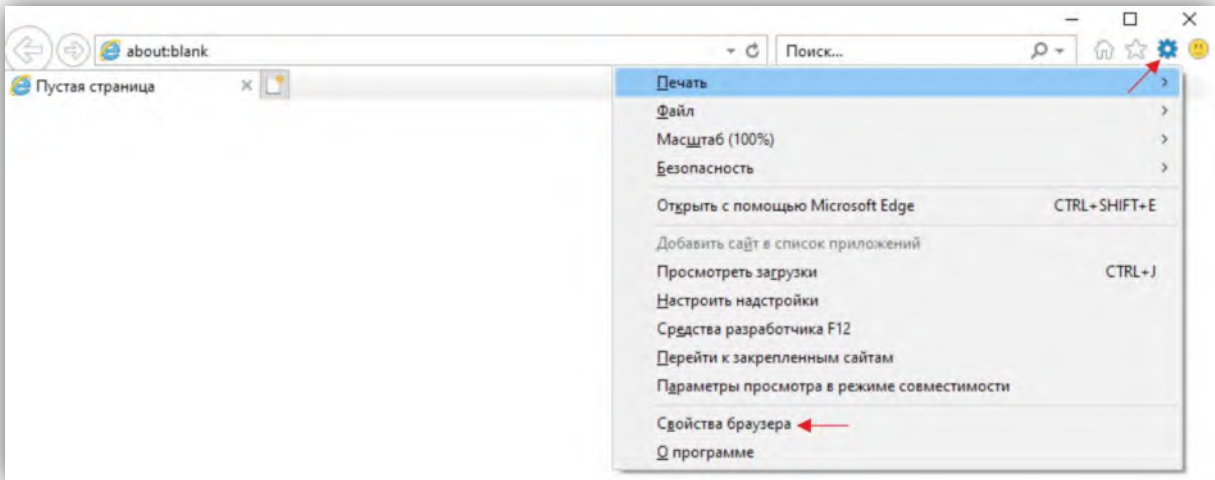 about:blank
Поиск...
Пустая страница
Печать
Файл
Масштаб (100%)
Безопасность
Открыть с помощью Microsoft Edge CTRL+SHIFT+E
Добавить сайт в список приложений
Просмотреть загрузки CTRL+J
Настроить надстройки
Средства разработчика F12
Перейти к закрепленным сайтам
Параметры просмотра в режиме совместимости
Свойства браузера
О программе